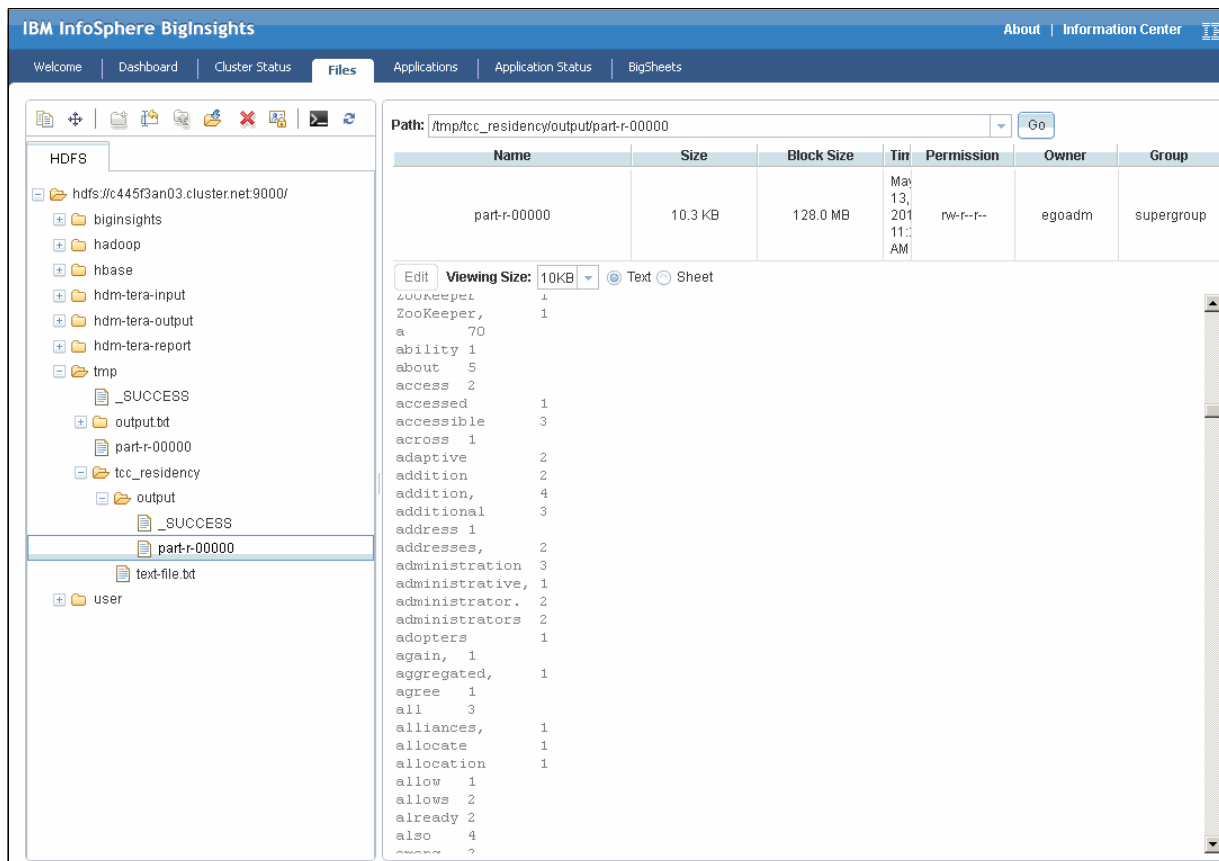 IBM InfoSphere BigInsights
About | Information Center
Welcome | Dashboard | Cluster Status | Files | Applications | Application Status | BigSheets
HDFS
hdfs://c445f3an03.cluster.net:9000/
biginsights
hadoop
hbase
hdm-tera-input
hdm-tera-output
hdm-tera-report
tmp
_SUCCESS
output.txt
part-r-00000
tcc_residency
output
_SUCCESS
part-r-00000
text-file.txt
user
Path: /tmp/tcc_residency/output/part-r-00000 Go
Name Size Block Size Permission Owner Group
part-r-00000 10.3 KB 128.0 MB rw-r--r-- egoadm supergroup
May
13,
201
11:
AM
Edit Viewing Size: 10KB Text Sheet
ZooKeeper 1
ZooKeeper, 1
a 70
ability 1
about 5
access 2
accessed 1
accessible 3
across 1
adaptive 2
addition 2
addition, 4
additional 3
address 1
addresses, 2
administration 3
administrative, 1
administrator. 2
administrators 2
adopters 1
again, 1
aggregated, 1
agree 1
all 3
alliances, 1
allocate 1
allocation 1
allow 1
allows 2
already 2
also 4